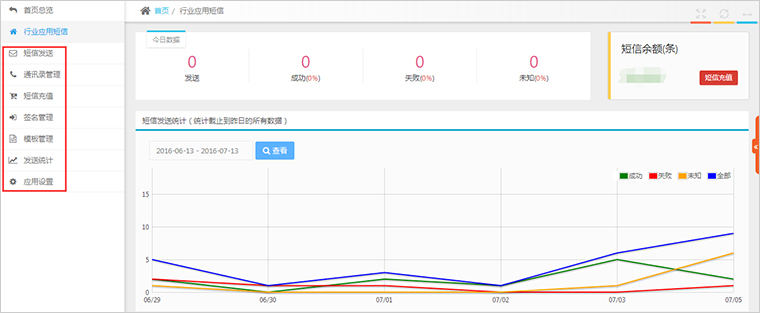 首页总览
行业应用短信
短信发送
通讯录管理
短信充值
签名管理
模板管理
发送统计
应用设置
首页 / 行业应用短信
今日数据
0 0 0 0
发送 成功(0%) 失败(0%) 未知(0%)
短信余额(条)
短信充值
短信发送统计（统计截止到昨日的所有数据）
2016-06-13 - 2016-07-13 查看
成功 失败 未知 全部
15
10
5
0
06/29 06/30 07/01 07/02 07/03 07/05